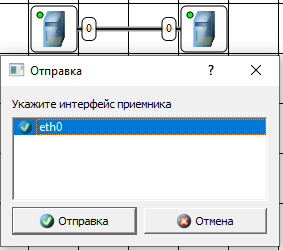 0 0
Отправка ?
Укажите интерфейс приемника
eth0
Отправка Отмена